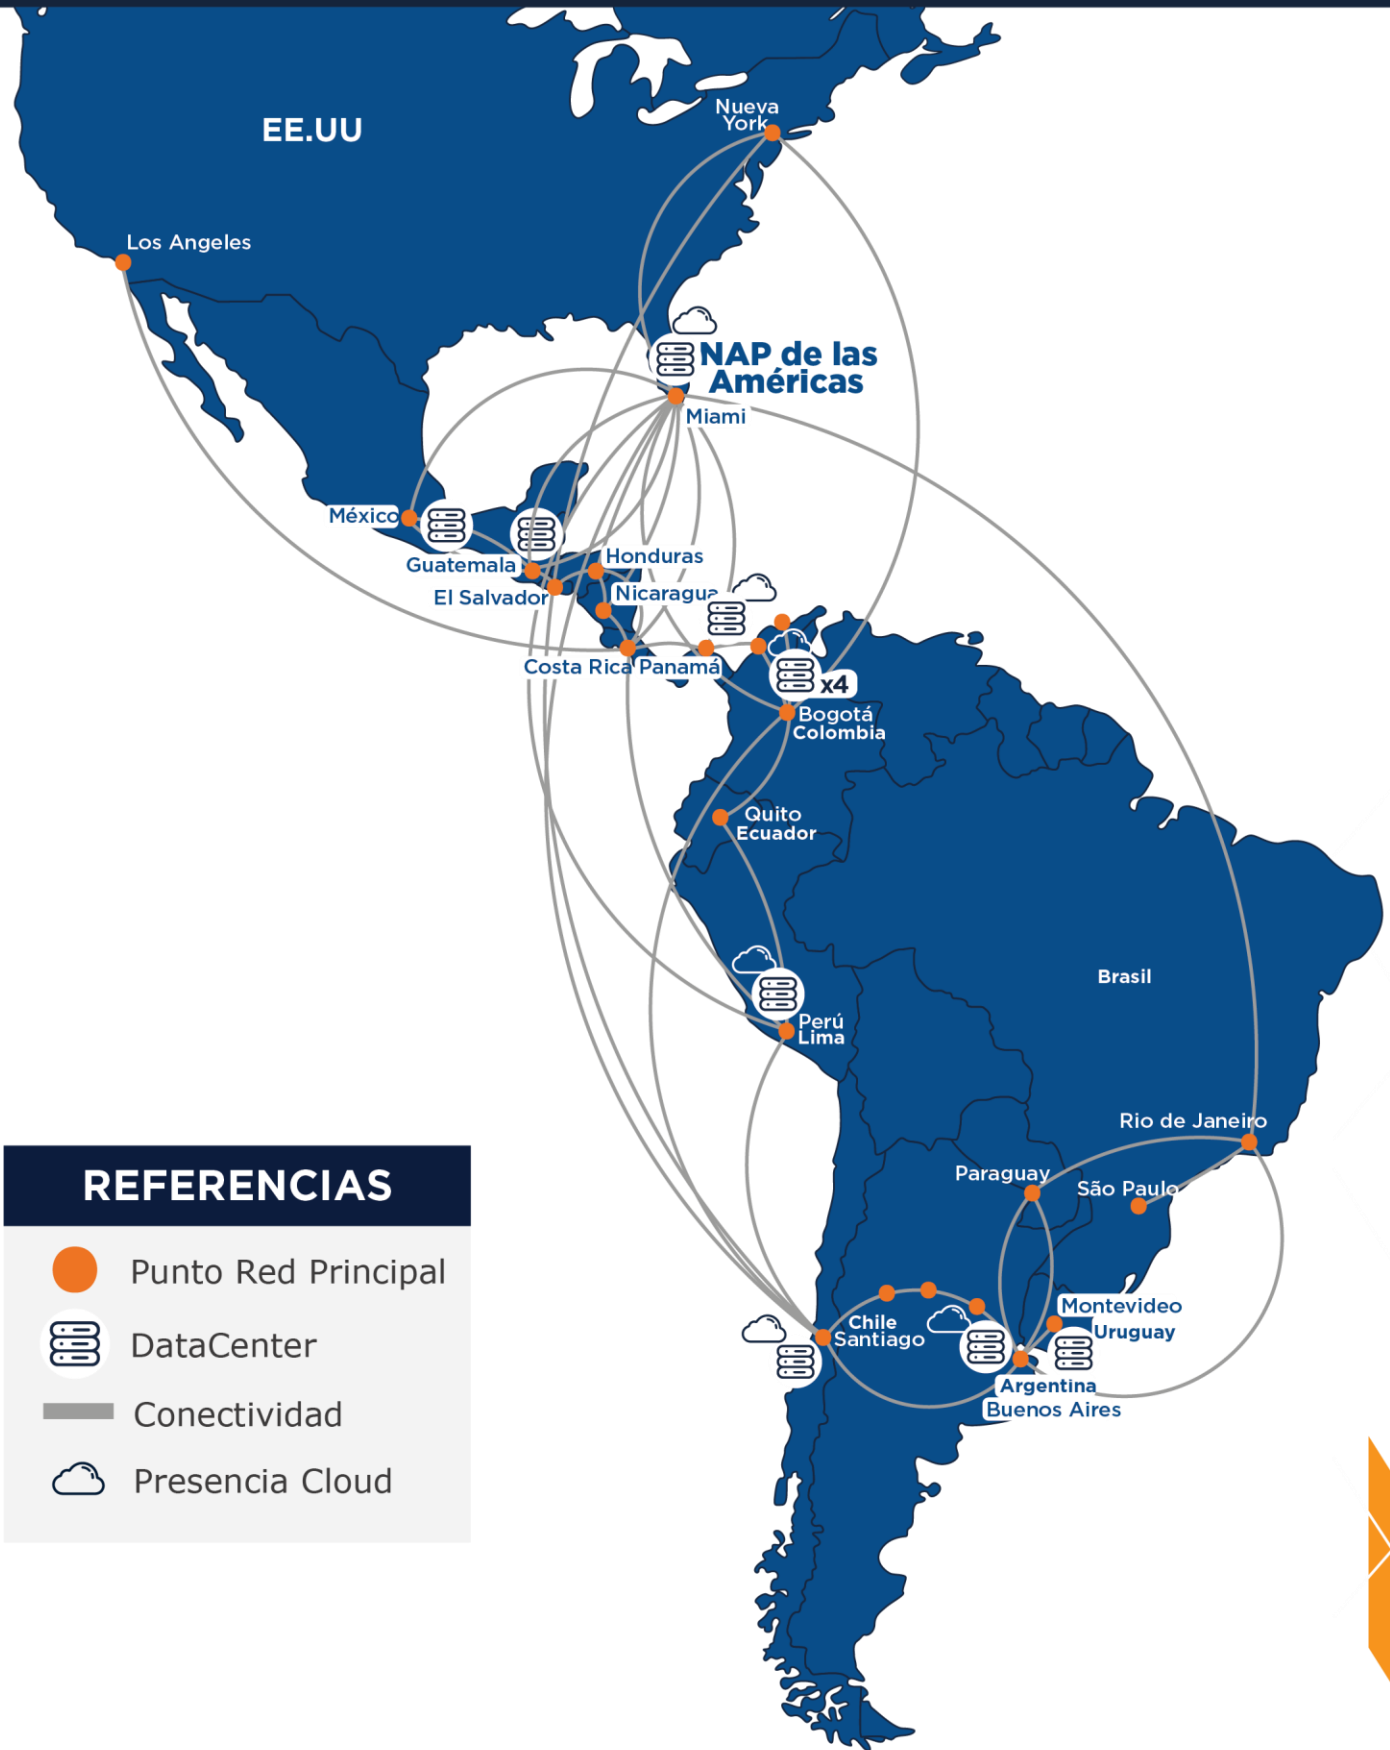 Nueva
York
EE.UU
Los Angeles
NAP de las
Américas
Miami
México
Guatemala
Honduras
El Salvador
Nicaragua
Costa Rica
Panamá
x4
Bogotá
Colombia
Quito
Ecuador
Brasil
Perú
Lima
Rio de Janeiro
Paraguay
São Paulo
Montevideo
Uruguay
Chile
Santiago
Argentina
Buenos Aires
REFERENCIAS
Punto Red Principal
DataCenter
Conectividad
Presencia Cloud